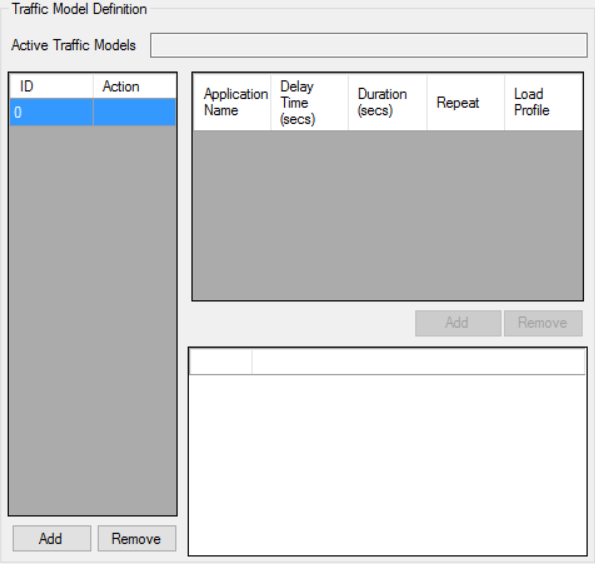 Traffic Model Definition
Active Traffic Models
ID Action
0
Application Name Delay Time (secs) Duration (secs) Repeat Load Profile
Add Remove
Add Remove